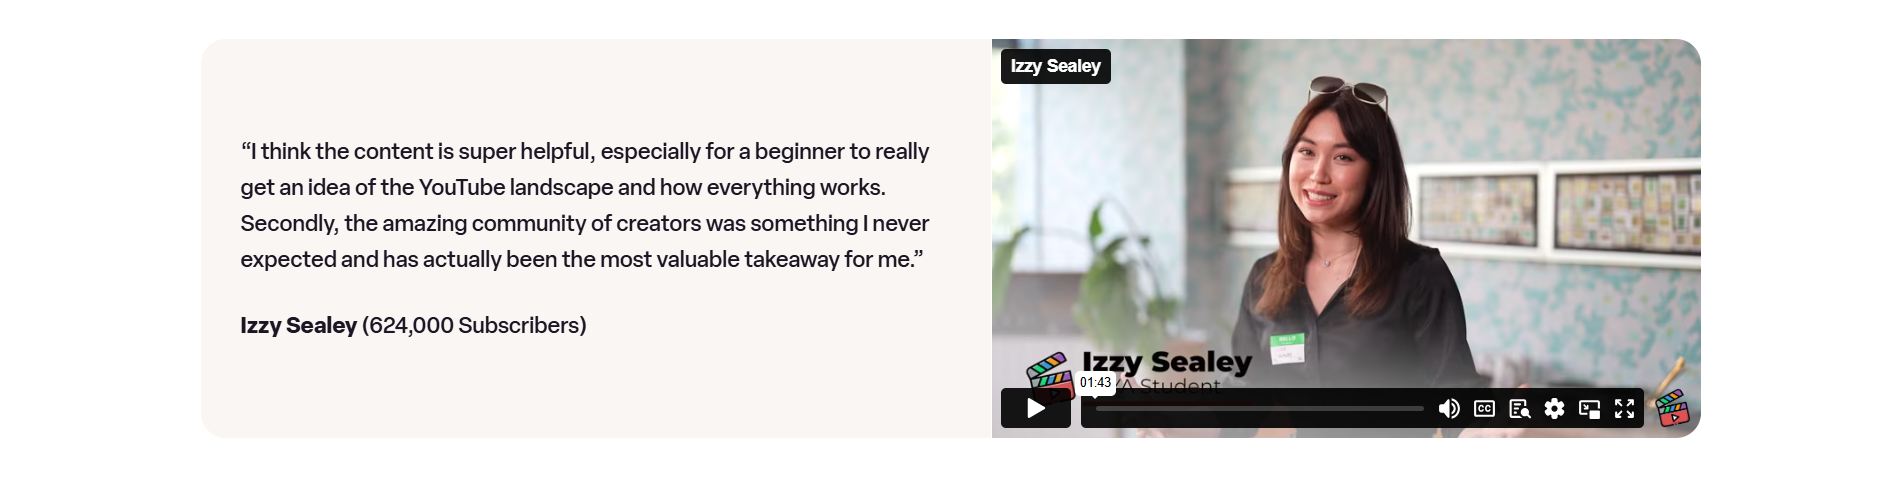 “I think the content is super helpful, especially for a beginner to really
get an idea of the YouTube landscape and how everything works.
Secondly, the amazing community of creators was something I never
expected and has actually been the most valuable takeaway for me.”
Izzy Sealey (624,000 Subscribers)
Izzy Sealey
HELLO
Izzy Sealey
A Student
01:43
CC